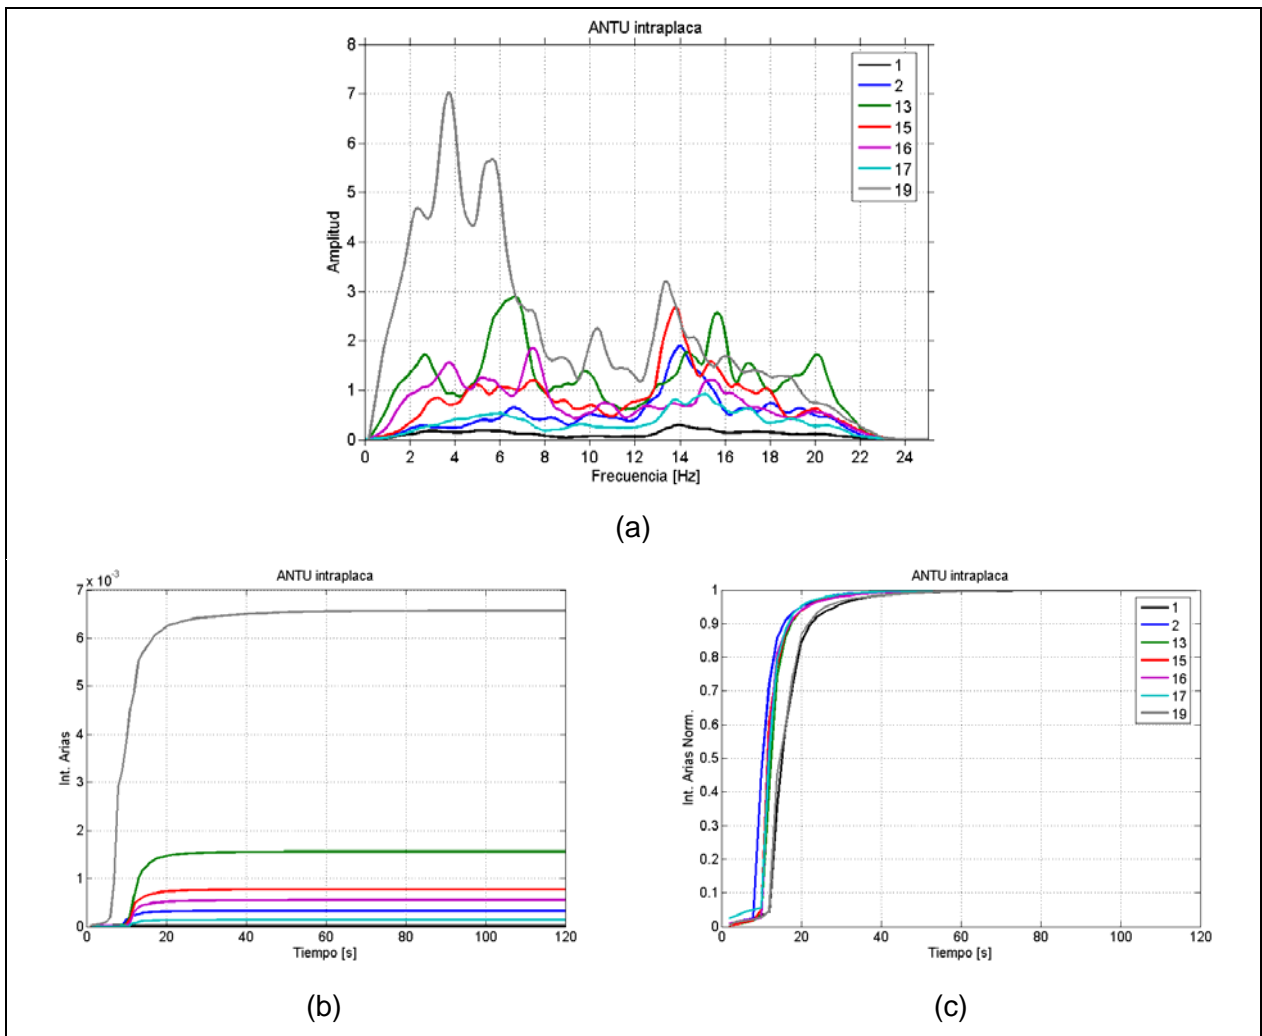 ANTU intraplaca
8
7
6
5
4
3
2
1
0
Amplitud
1
2
13
15
16
17
19
0 2 4 6 8 10 12 14 16 18 20 22 24
Frecuencia [Hz]
(a)
ANTU intraplaca
x 10-3
7
6
5
4
3
2
1
0
Int. Arias
0 20 40 60 80 100 120
Tiempo [s]
(b)
ANTU intraplaca
1
0.9
0.8
0.7
0.6
0.5
0.4
0.3
0.2
0.1
0
Int. Arias Norm.
1
2
13
15
16
17
19
0 20 40 60 80 100 120
Tiempo [s]
(c)